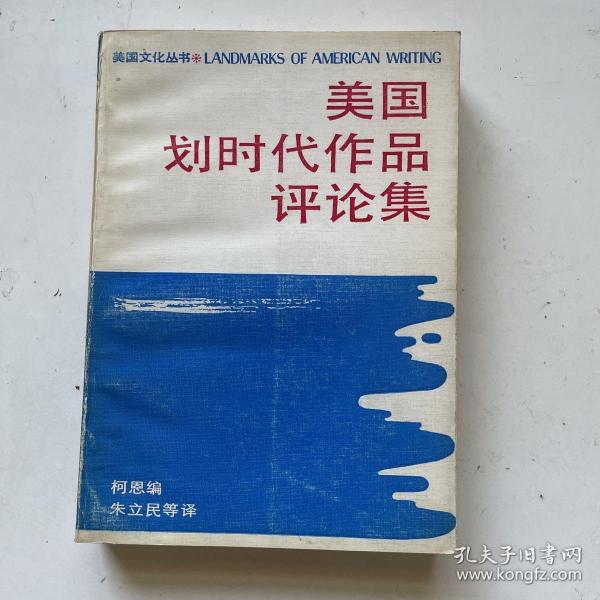 美国文化丛书※LANDMARKS OF AMERICAN WRITING
美国
划时代作品
评论集
柯恩编
朱立民等译
孔夫子旧书网
www.kongfz.com